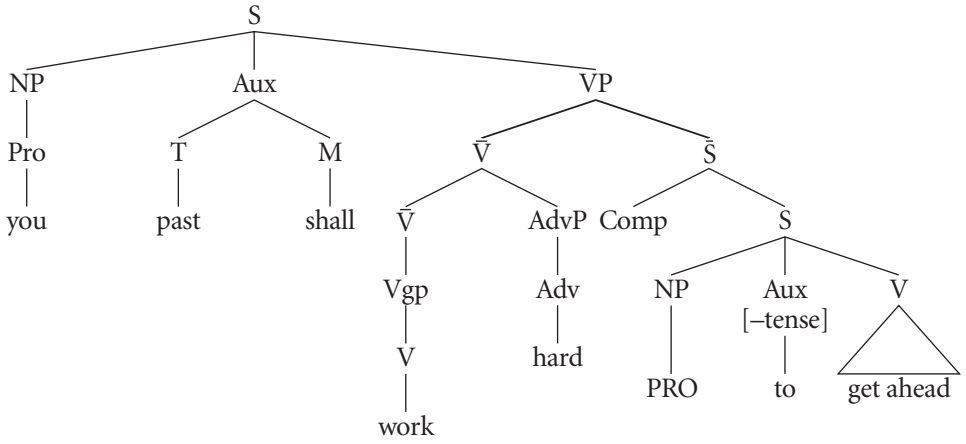 S
NP Aux VP
Pro T M V̄ S̄
you past shall V̄ AdvP Comp S
Vgp Adv NP Aux V
[–tense]
V hard
PRO to get ahead
work